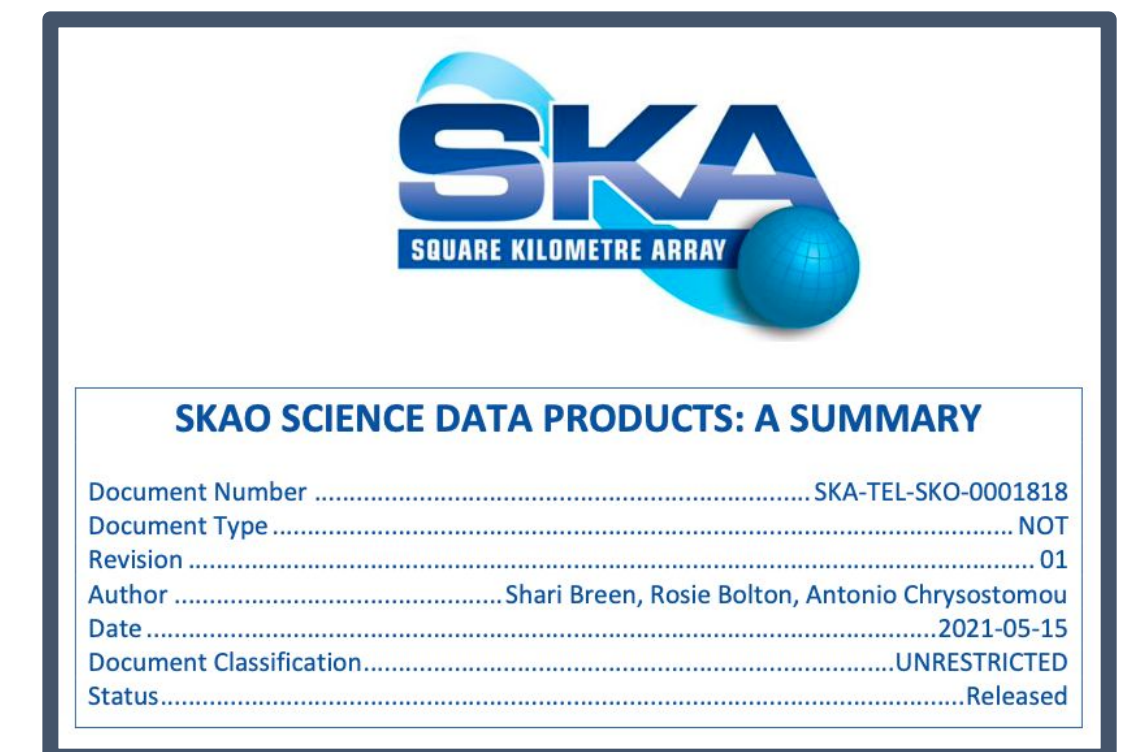 SKA
SQUARE KILOMETRE ARRAY
SKAO SCIENCE DATA PRODUCTS: A SUMMARY
Document Number ........................................................................ SKA-TEL-SKO-0001818
Document Type ............................................................................................................. NOT
Revision ........................................................................................................................... 01
Author ................................................ Shari Breen, Rosie Bolton, Antonio Chrysostomou
Date ..................................................................................................................2021-05-15
Document Classification.............................................................................UNRESTRICTED
Status.....................................................................................................................Released